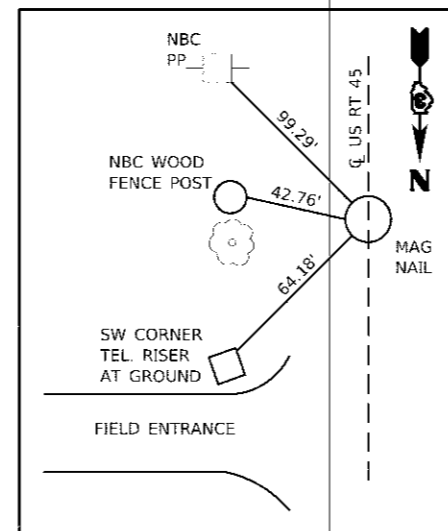 NBC
PP
99.29'
℄ US RT 45
N
NBC WOOD
FENCE POST
42.76'
MAG
NAIL
64.18'
SW CORNER
TEL. RISER
AT GROUND
FIELD ENTRANCE